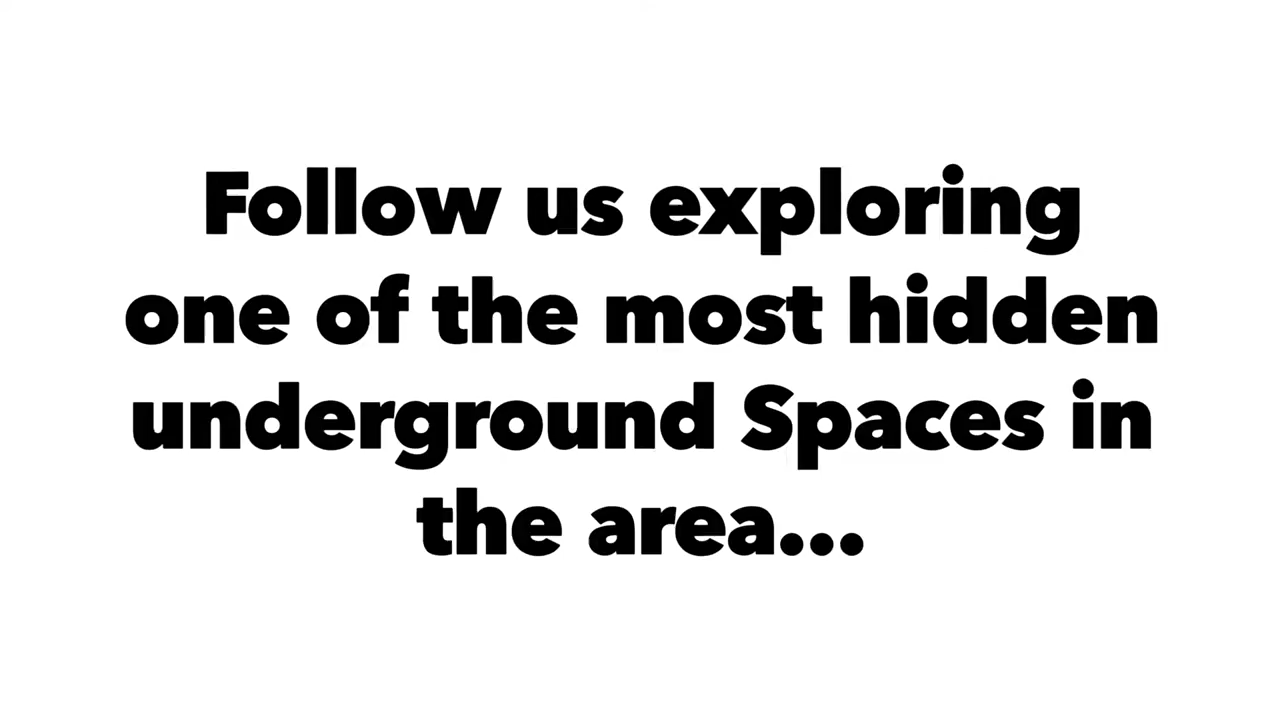 Follow us exploring
one of the most hidden
underground Spaces in
the area...